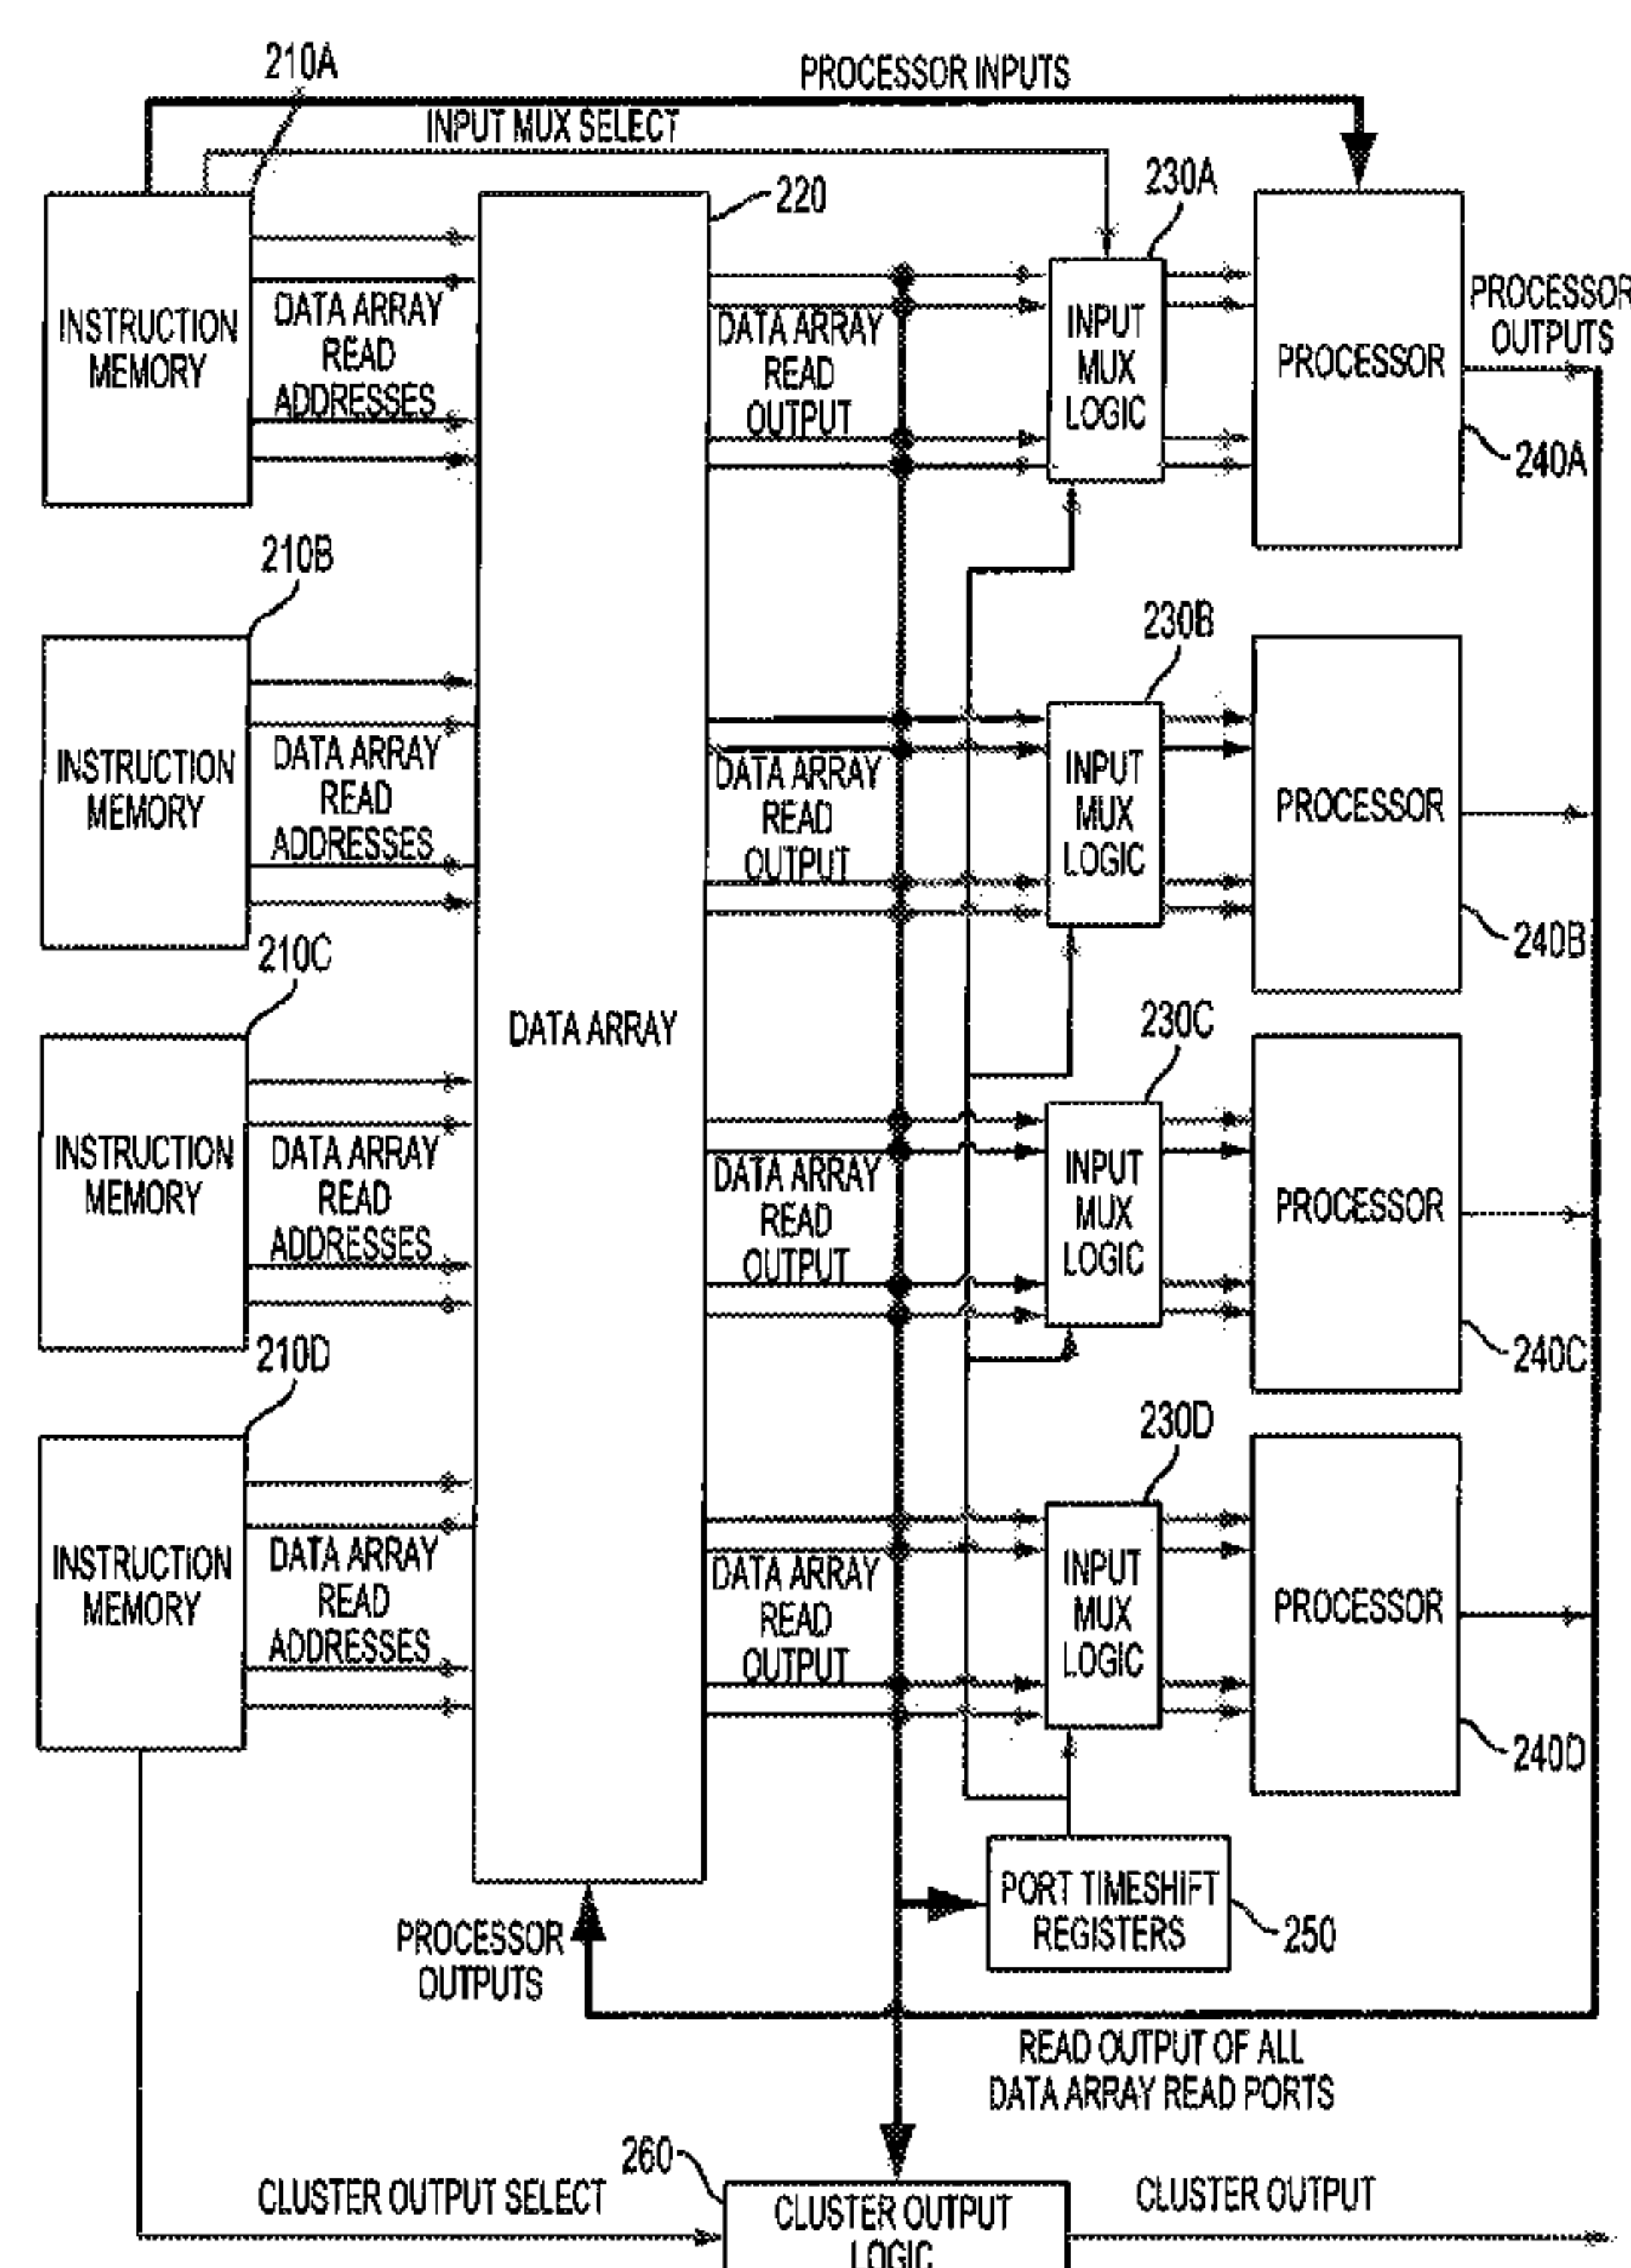 210A
PROCESSOR INPUTS
INPUT MUX SELECT
220
230A
INSTRUCTION
MEMORY
DATA ARRAY
READ
ADDRESSES
DATA ARRAY
READ
OUTPUT
INPUT
MUX
LOGIC
PROCESSOR
PROCESSOR
OUTPUTS
240A
210B
230B
INSTRUCTION
MEMORY
DATA ARRAY
READ
ADDRESSES
DATA ARRAY
READ
OUTPUT
INPUT
MUX
LOGIC
PROCESSOR
240B
210C
DATA ARRAY
230C
INSTRUCTION
MEMORY
DATA ARRAY
READ
ADDRESSES
DATA ARRAY
READ
OUTPUT
INPUT
MUX
LOGIC
PROCESSOR
240C
210D
230D
INSTRUCTION
MEMORY
DATA ARRAY
READ
ADDRESSES
DATA ARRAY
READ
OUTPUT
INPUT
MUX
LOGIC
PROCESSOR
240D
PORT TIMESHIFT
REGISTERS
250
PROCESSOR
OUTPUTS
READ OUTPUT OF ALL
DATA ARRAY READ PORTS
260
CLUSTER OUTPUT SELECT
CLUSTER OUTPUT
LOGIC
CLUSTER OUTPUT